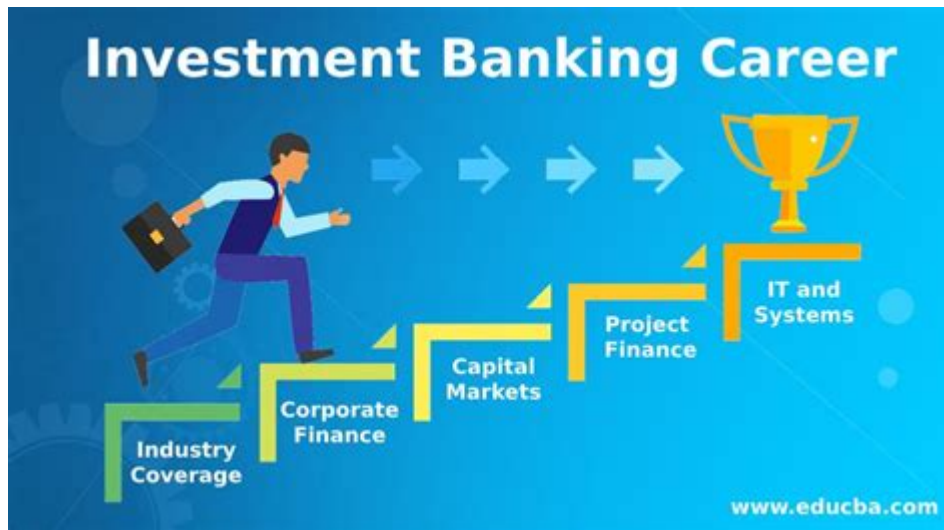 Investment Banking Career
Industry
Coverage
Corporate
Finance
Capital
Markets
Project
Finance
IT and
Systems
www.educba.com